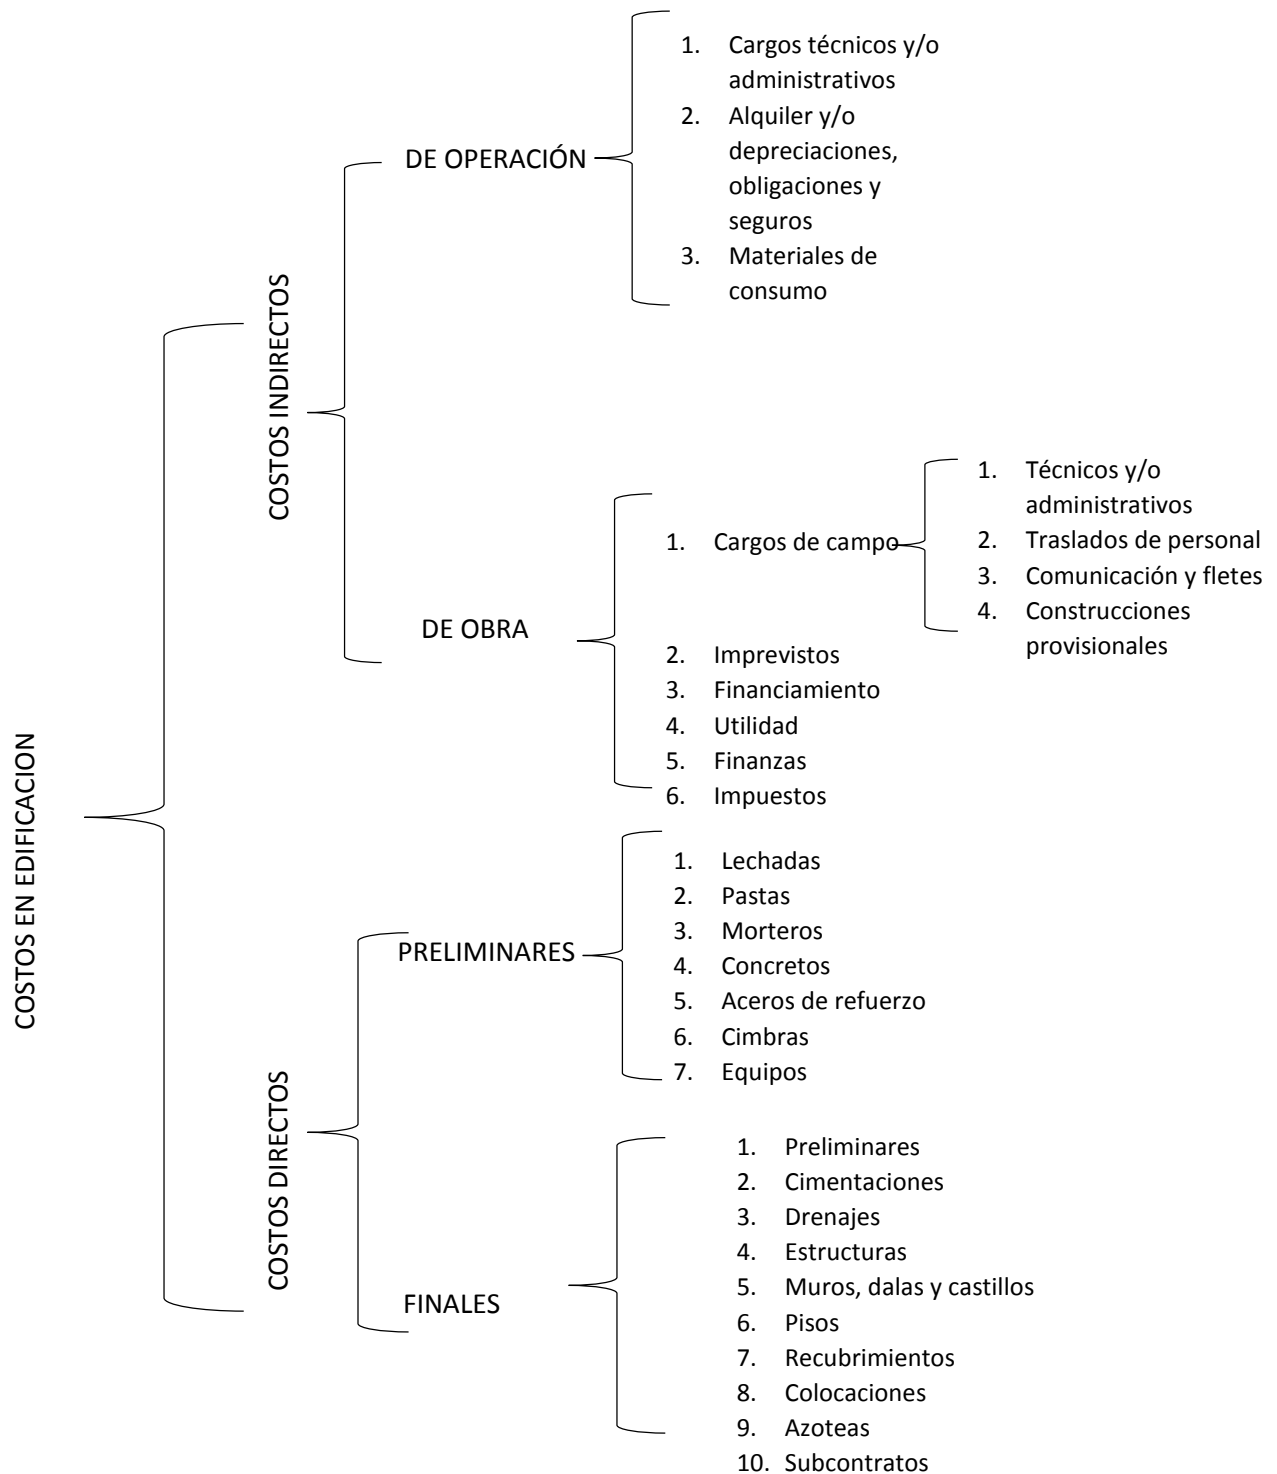 COSTOS EN EDIFICACION
COSTOS INDIRECTOS
DE OPERACIÓN
1. Cargos técnicos y/o
administrativos
2. Alquiler y/o
depreciaciones,
obligaciones y
seguros
3. Materiales de
consumo
DE OBRA
1. Cargos de campo
1. Técnicos y/o
administrativos
2. Traslados de personal
3. Comunicación y fletes
4. Construcciones
provisionales
2. Imprevistos
3. Financiamiento
4. Utilidad
5. Finanzas
6. Impuestos
COSTOS DIRECTOS
PRELIMINARES
1. Lechadas
2. Pastas
3. Morteros
4. Concretos
5. Aceros de refuerzo
6. Cimbras
7. Equipos
FINALES
1. Preliminares
2. Cimentaciones
3. Drenajes
4. Estructuras
5. Muros, dalas y castillos
6. Pisos
7. Recubrimientos
8. Colocaciones
9. Azoteas
10. Subcontratos